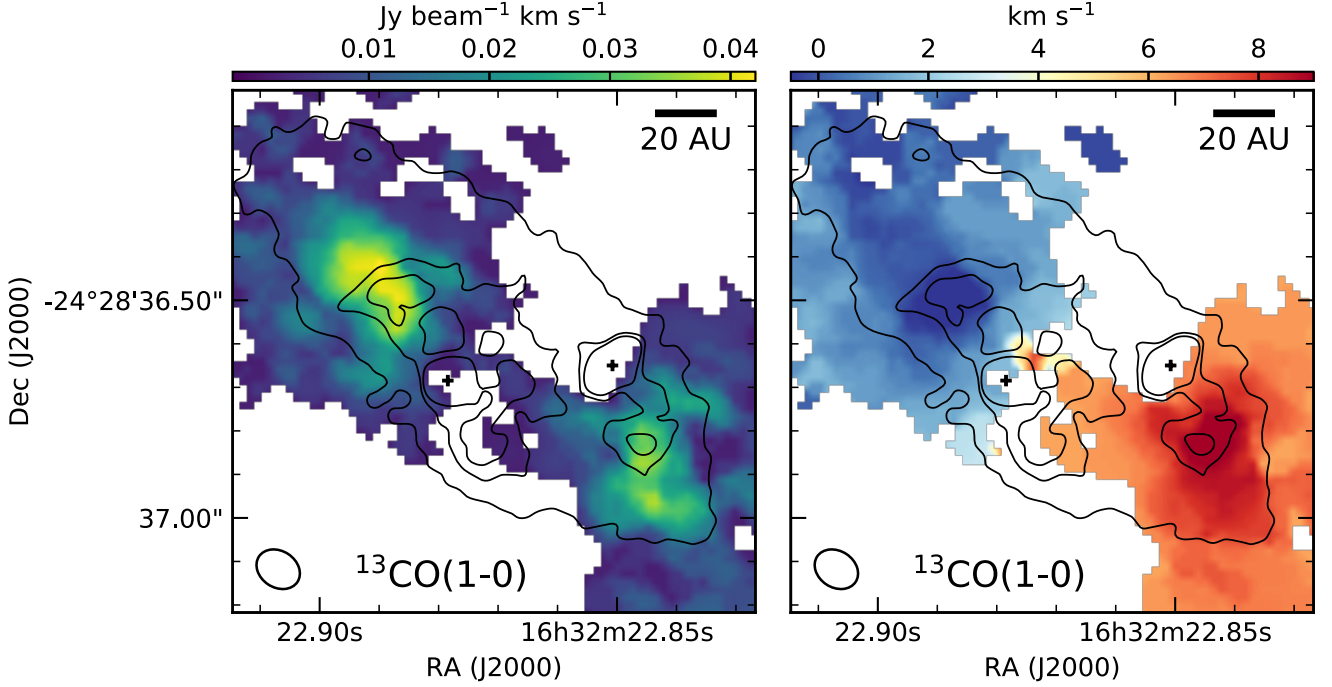 Jy beam⁻¹ km s⁻¹
0.01 0.02 0.03 0.04
20 AU
Dec (J2000)
-24°28'36.50"
37.00"
¹³CO(1-0)
22.90s 16h32m22.85s
RA (J2000)
km s⁻¹
0 2 4 6 8
20 AU
¹³CO(1-0)
22.90s 16h32m22.85s
RA (J2000)